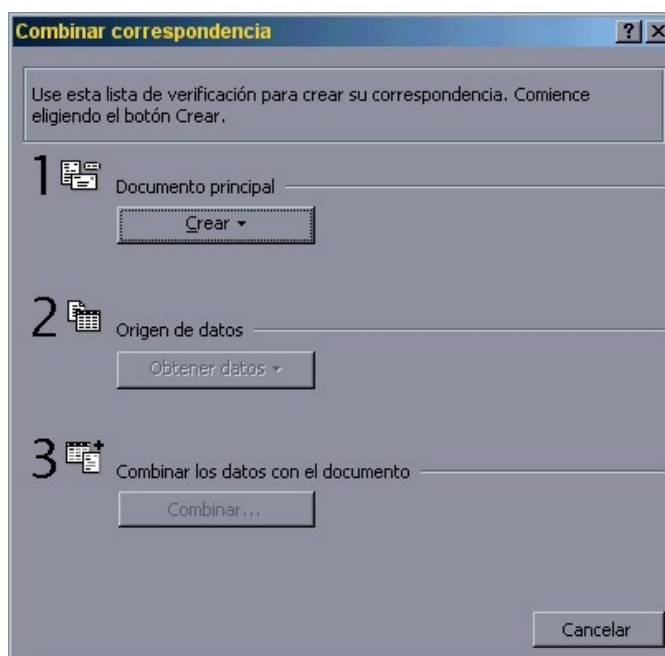 Combinar correspondencia
Use esta lista de verificación para crear su correspondencia. Comience
eligiendo el botón Crear.
1
Documento principal
Crear
2
Origen de datos
Obtener datos
3
Combinar los datos con el documento
Combinar...
Cancelar